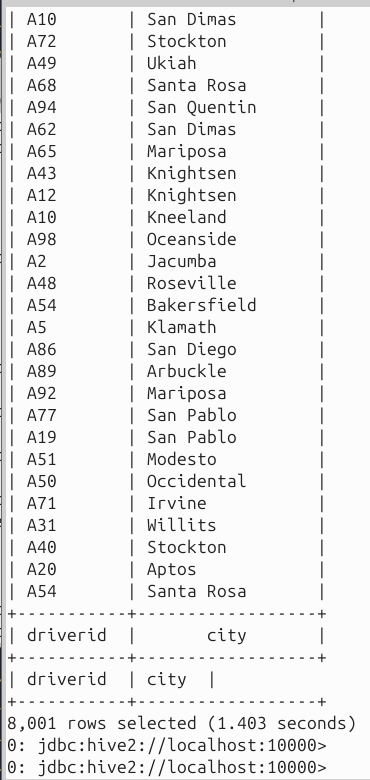 | A10       | San Dimas        |
| A72       | Stockton         |
| A49       | Ukiah            |
| A68       | Santa Rosa       |
| A94       | San Quentin      |
| A62       | San Dimas        |
| A65       | Mariposa         |
| A43       | Knightsen        |
| A12       | Knightsen        |
| A10       | Kneeland         |
| A98       | Oceanside        |
| A2        | Jacumba          |
| A48       | Roseville        |
| A54       | Bakersfield      |
| A5        | Klamath          |
| A86       | San Diego        |
| A89       | Arbuckle         |
| A92       | Mariposa         |
| A77       | San Pablo        |
| A19       | San Pablo        |
| A51       | Modesto          |
| A50       | Occidental       |
| A71       | Irvine           |
| A31       | Willits          |
| A40       | Stockton         |
| A20       | Aptos            |
| A54       | Santa Rosa       |
+-----------+------------------+
| driverid  |       city       |
+-----------+------------------+
| driverid  | city  |
+-----------+------------------+
8,001 rows selected (1.403 seconds)
0: jdbc:hive2://localhost:10000>
0: jdbc:hive2://localhost:10000>